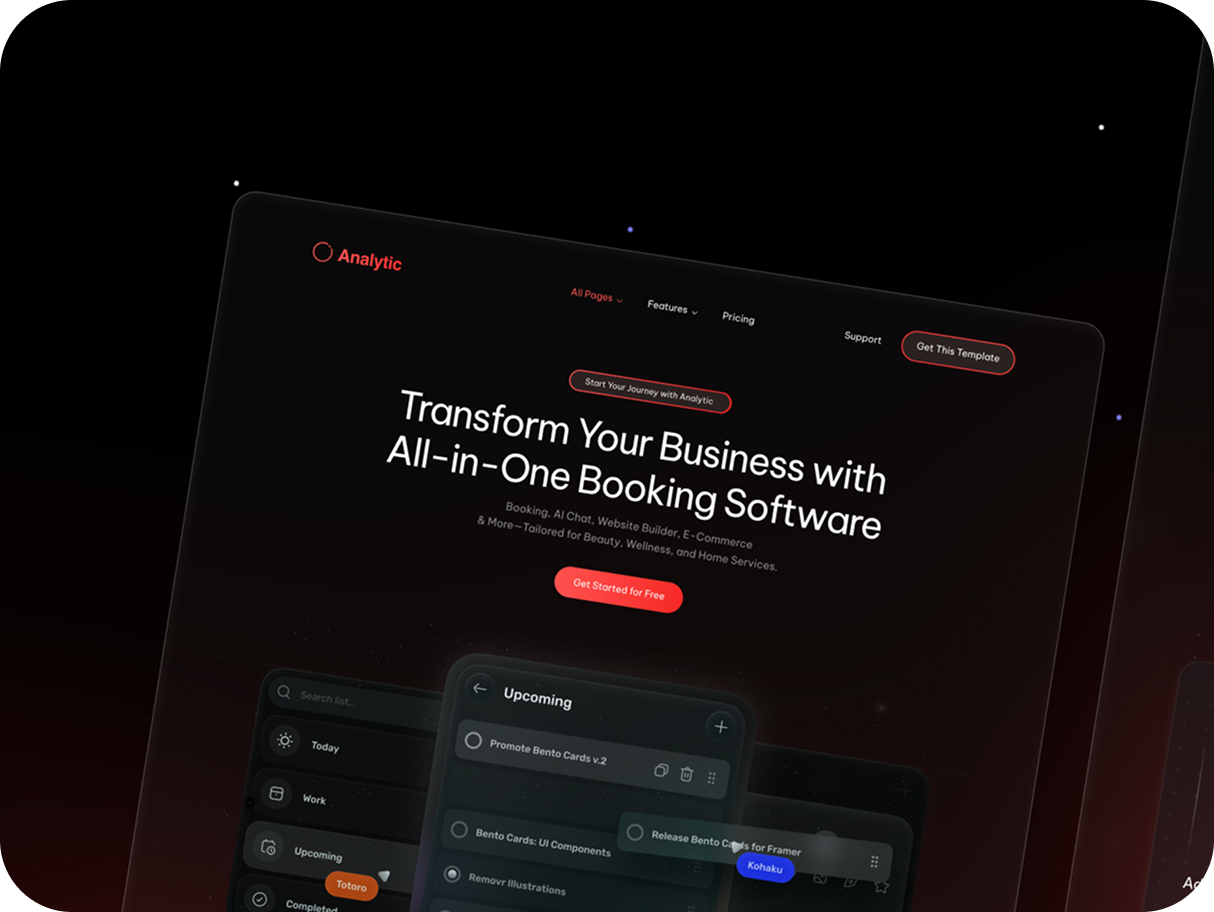 Analytic
All Pages
Features
Pricing
Support
Get This Template
Start Your Journey with Analytic
Transform Your Business with
All-in-One Booking Software
Booking, AI Chat, Website Builder, E-Commerce
& More—Tailored for Beauty, Wellness, and Home Services.
Get Started for Free
Search list...
Today
Work
Upcoming
Totoro
Completed
Upcoming
Promote Bento Cards v.2
Bento Cards: UI Components
Removr Illustrations
Release Bento Cards for Framer
Kohaku